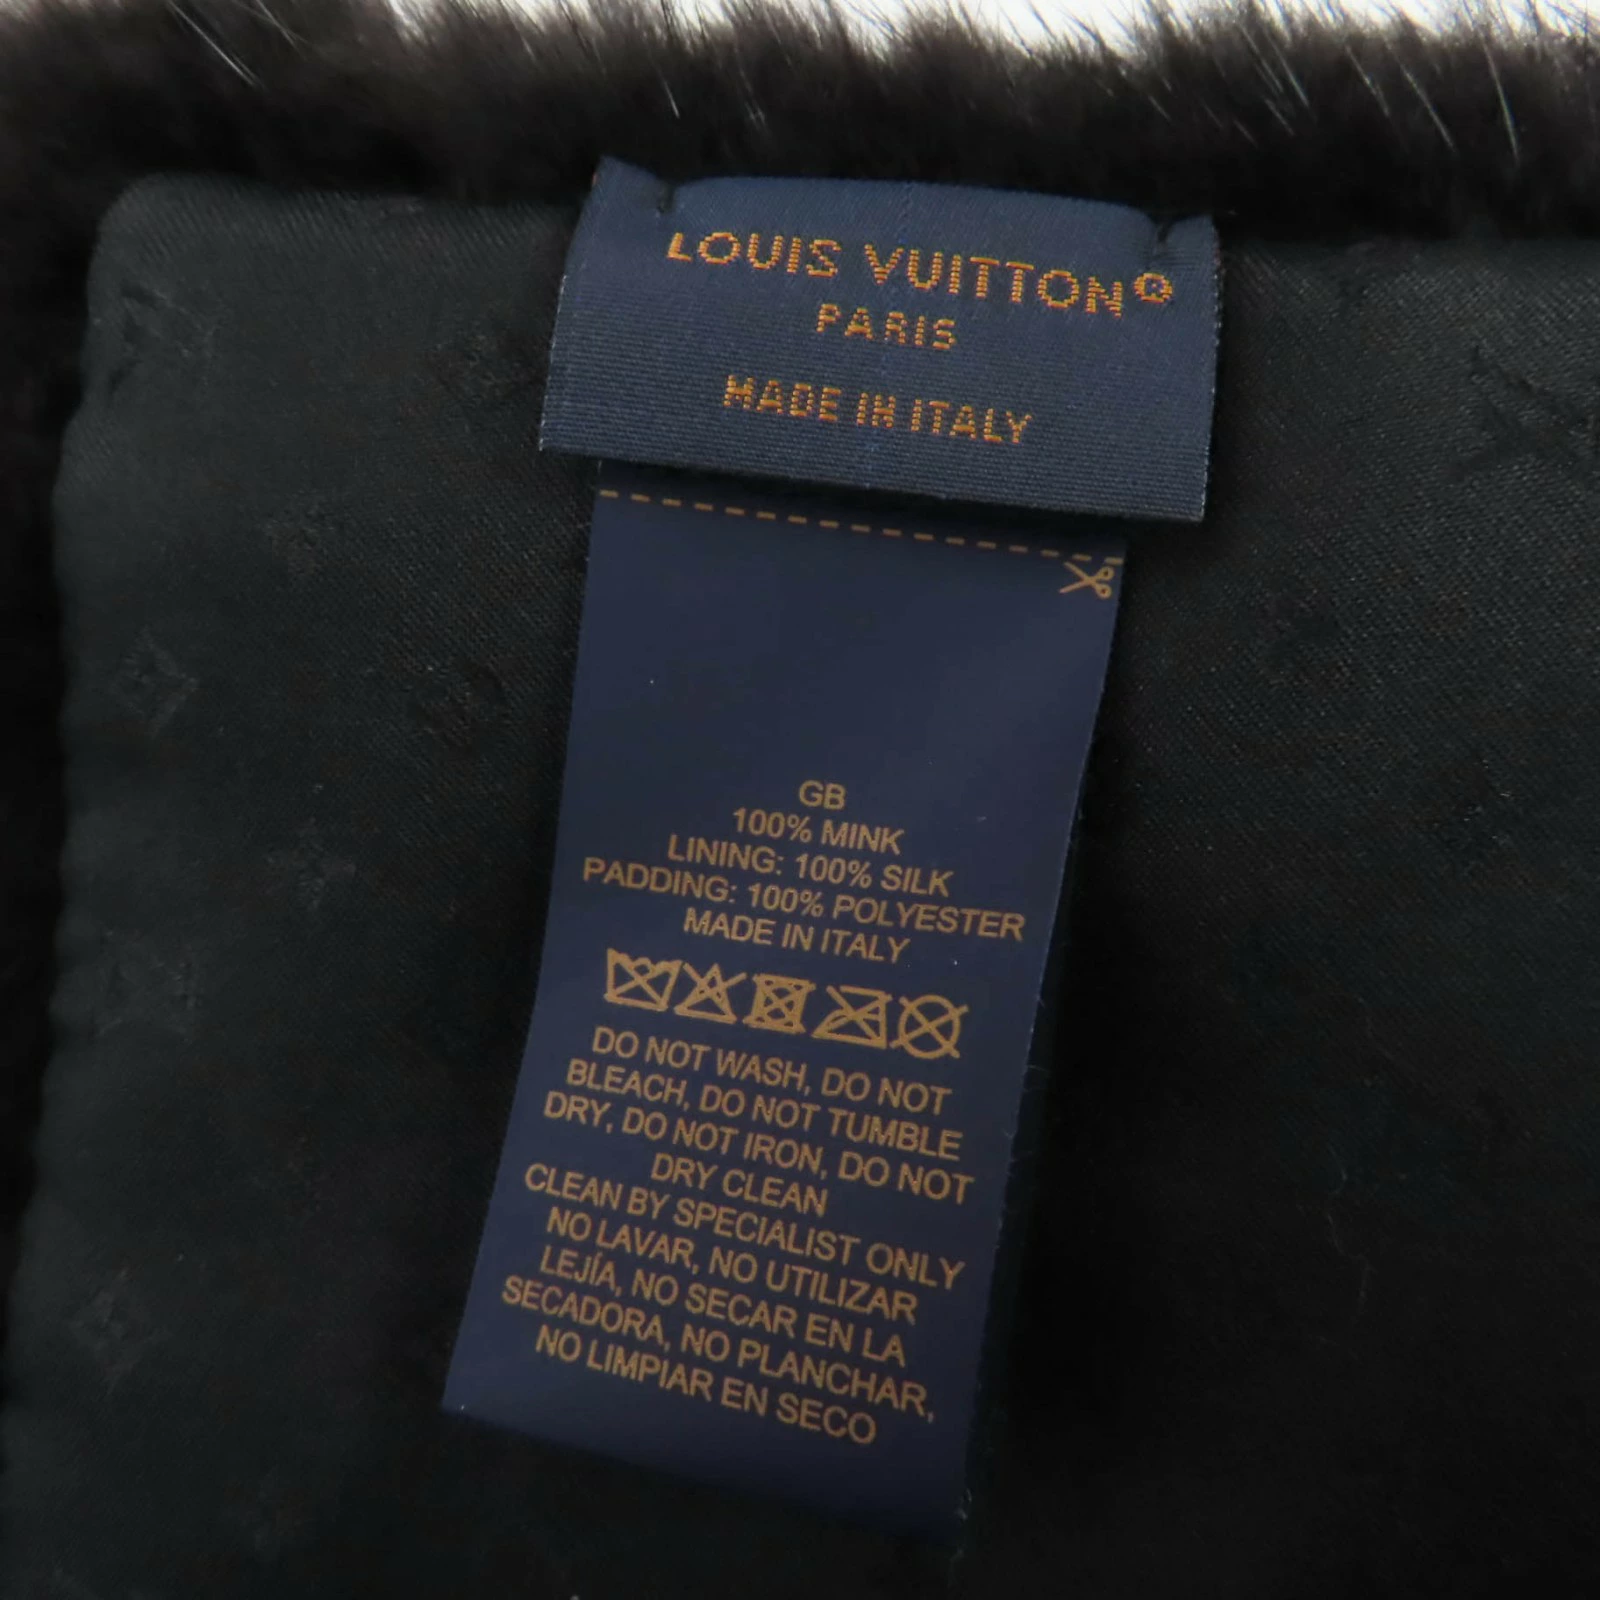 LOUIS VUITTON®
PARIS
MADE IN ITALY
GB
100% MINK
LINING: 100% SILK
PADDING: 100% POLYESTER
MADE IN ITALY
DO NOT WASH, DO NOT
BLEACH, DO NOT TUMBLE
DRY, DO NOT IRON, DO NOT
DRY CLEAN
CLEAN BY SPECIALIST ONLY
NO LAVAR, NO UTILIZAR
LEJÍA, NO SECAR EN LA
SECADORA, NO PLANCHAR,
NO LIMPIAR EN SECO